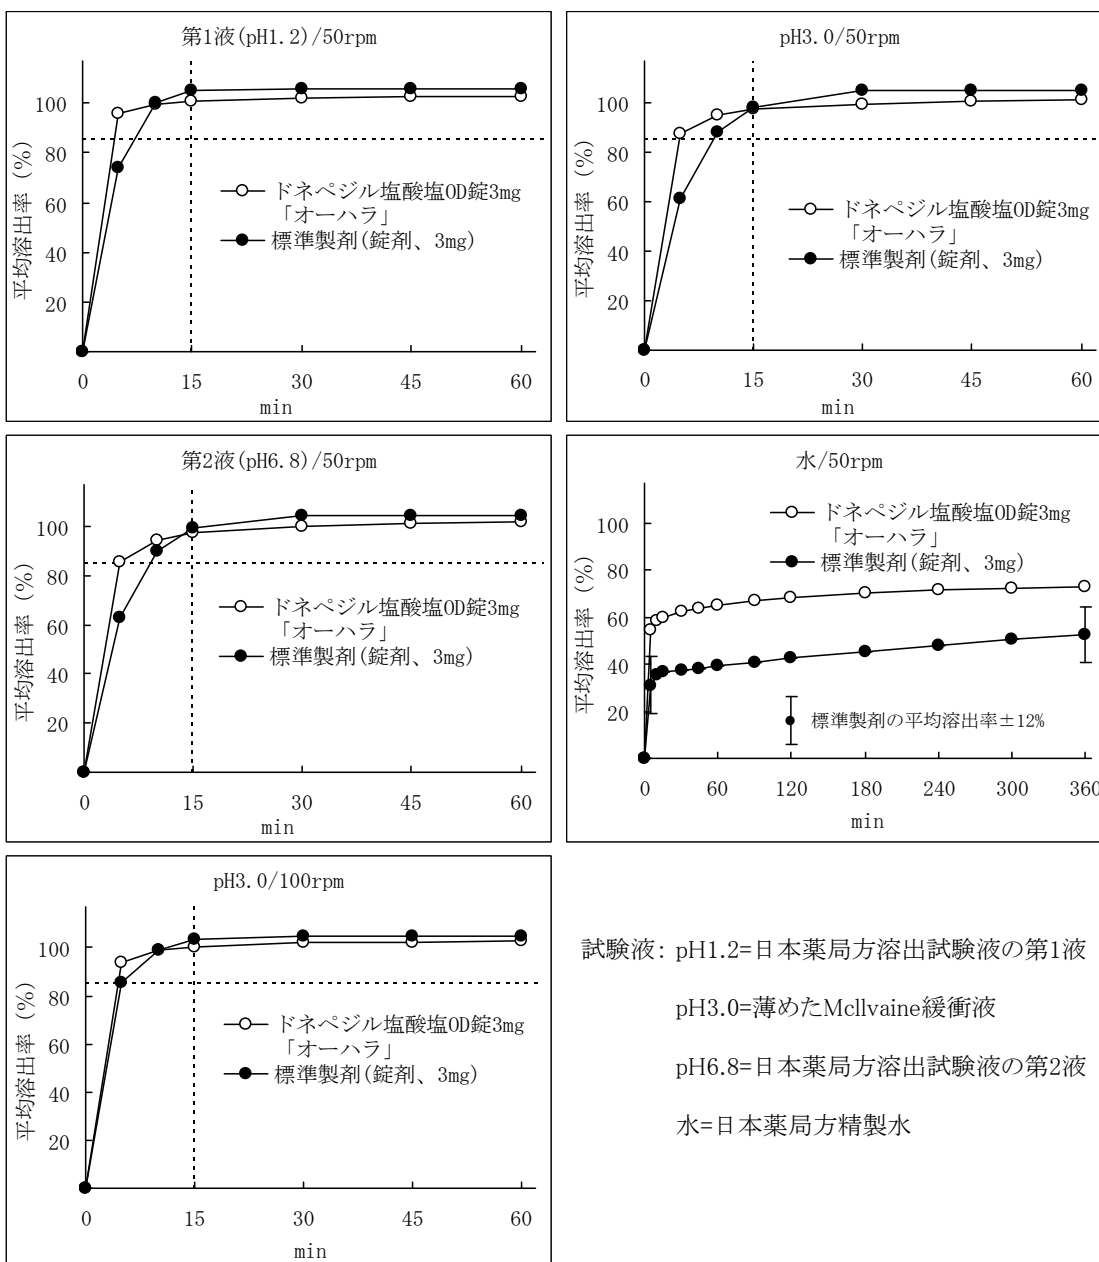 第1液(pH1.2)/50rpm
平均溶出率(%)
100
80
60
40
20
ドネペジル塩酸塩OD錠3mg
「オーハラ」
標準製剤(錠剤、3mg)
0 15 30 45 60
min
pH3.0/50rpm
平均溶出率(%)
100
80
60
40
20
ドネペジル塩酸塩OD錠3mg
「オーハラ」
標準製剤(錠剤、3mg)
0 15 30 45 60
min
第2液(pH6.8)/50rpm
平均溶出率(%)
100
80
60
40
20
ドネペジル塩酸塩OD錠3mg
「オーハラ」
標準製剤(錠剤、3mg)
0 15 30 45 60
min
水/50rpm
平均溶出率(%)
100
80
60
40
20
ドネペジル塩酸塩OD錠3mg
「オーハラ」
標準製剤(錠剤、3mg)
標準製剤の平均溶出率±12%
0 60 120 180 240 300 360
min
pH3.0/100rpm
平均溶出率(%)
100
80
60
40
20
ドネペジル塩酸塩OD錠3mg
「オーハラ」
標準製剤(錠剤、3mg)
0 15 30 45 60
min
試験液: pH1.2=日本薬局方溶出試験液の第1液
pH3.0=薄めたMcllvaine緩衝液
pH6.8=日本薬局方溶出試験液の第2液
水=日本薬局方精製水